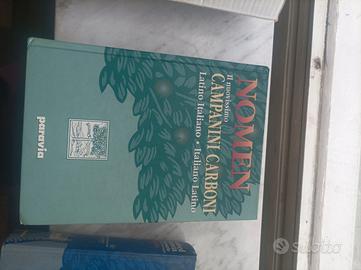 NOMEN
Il nuovissimo
CAMPANINI CARBONI
Latino Italiano • Italiano Latino
paravia
Subito